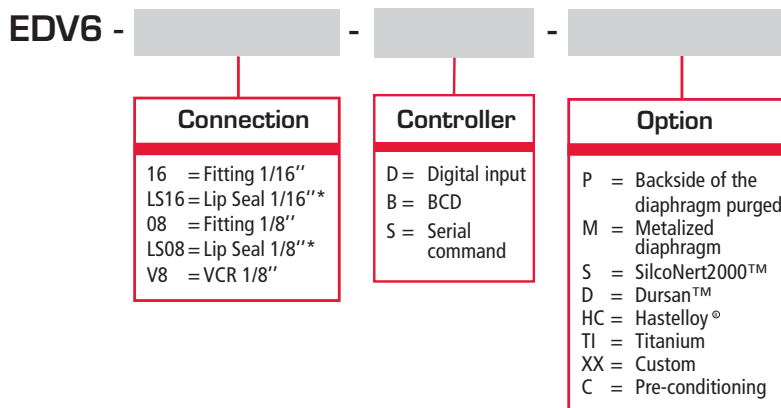 EDV6 - - -
Connection
16 = Fitting 1/16''
LS16 = Lip Seal 1/16''*
08 = Fitting 1/8''
LS08 = Lip Seal 1/8''*
V8 = VCR 1/8''
Controller
D = Digital input
B = BCD
S = Serial
command
Option
P = Backside of the
diaphragm purged
M = Metalized
diaphragm
S = SilcoNert2000™
D = Dursan™
HC = Hastelloy®
TI = Titanium
XX = Custom
C = Pre-conditioning